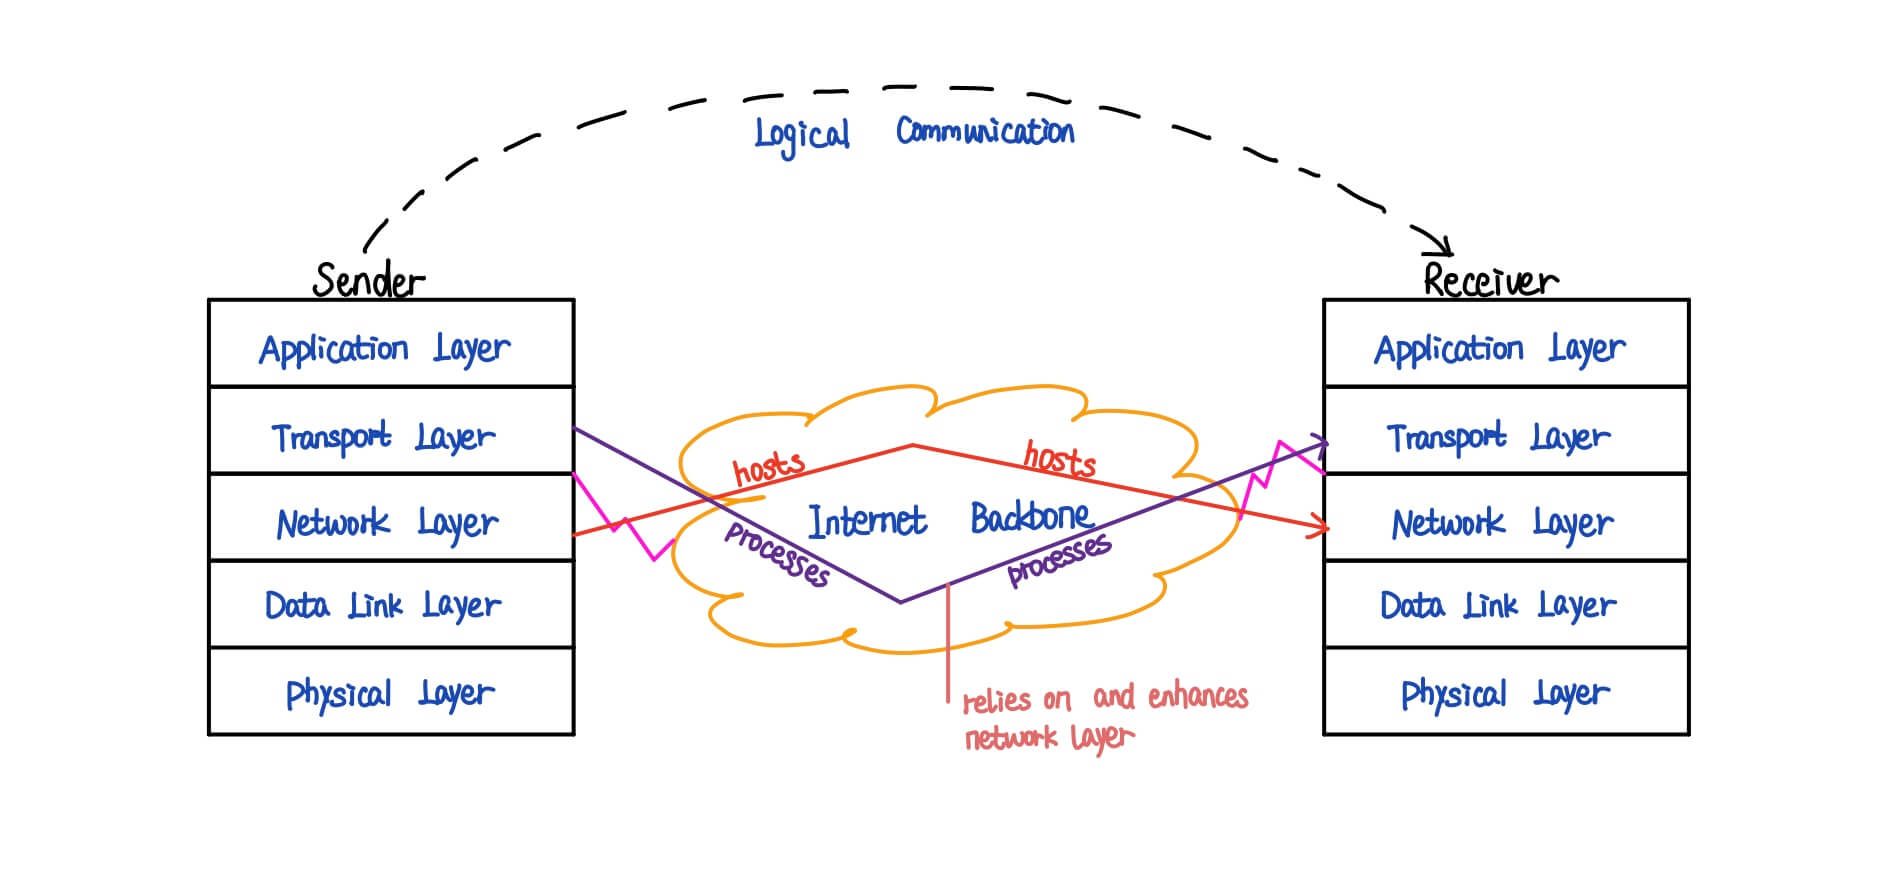 Logical Communication
Sender
Receiver
Application Layer
Transport Layer
Network Layer
Data Link Layer
Physical Layer
hosts
hosts
Internet Backbone
processes
processes
relies on and enhances
network layer
Application Layer
Transport Layer
Network Layer
Data Link Layer
Physical Layer